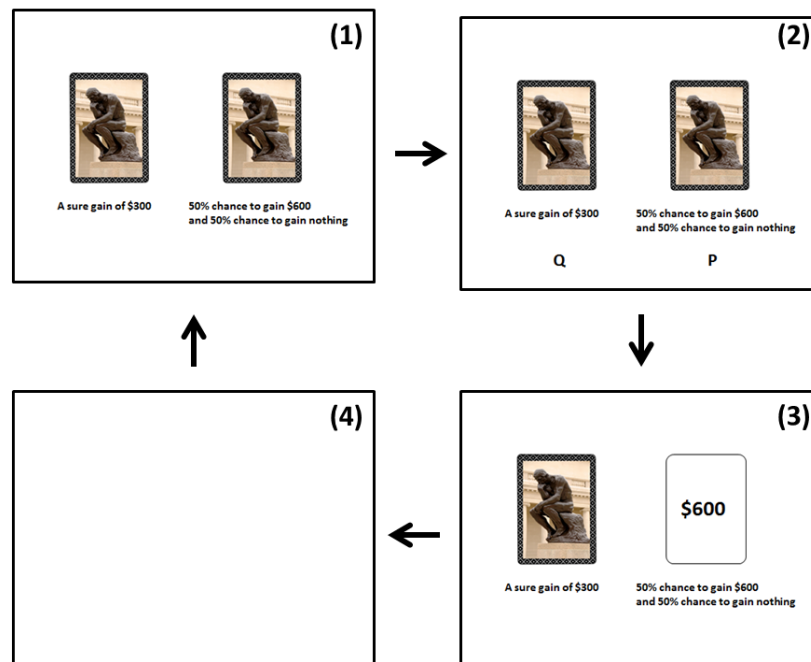 (1)
A sure gain of $300
50% chance to gain $600
and 50% chance to gain nothing
(2)
A sure gain of $300
50% chance to gain $600
and 50% chance to gain nothing
Q P
(4)
(3)
$600
A sure gain of $300
50% chance to gain $600
and 50% chance to gain nothing